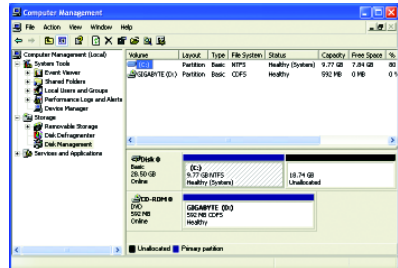 Computer Management
File Action View Window Help
Computer Management (Local)
System Tools
Event Viewer
Shared Folders
Local Users and Groups
Performance Logs and Alerts
Device Manager
Storage
Removable Storage
Disk Defragmenter
Disk Management
Services and Applications
Volume Layout Type File System Status Capacity Free Space %
(C:) Partition Basic NTFS Healthy (System) 9.77 GB 7.84 GB 80
GIGABYTE (D:) Partition Basic CDFS Healthy 592 MB 0 MB 0 %
Disk 0
Basic
28.50 GB
Online
(C:)
9.77 GB NTFS
Healthy (System)
18.74 GB
Unallocated
CD-ROM 0
DVD
592 MB
Online
GIGABYTE (D:)
592 MB CDFS
Healthy
Unallocated Primary partition